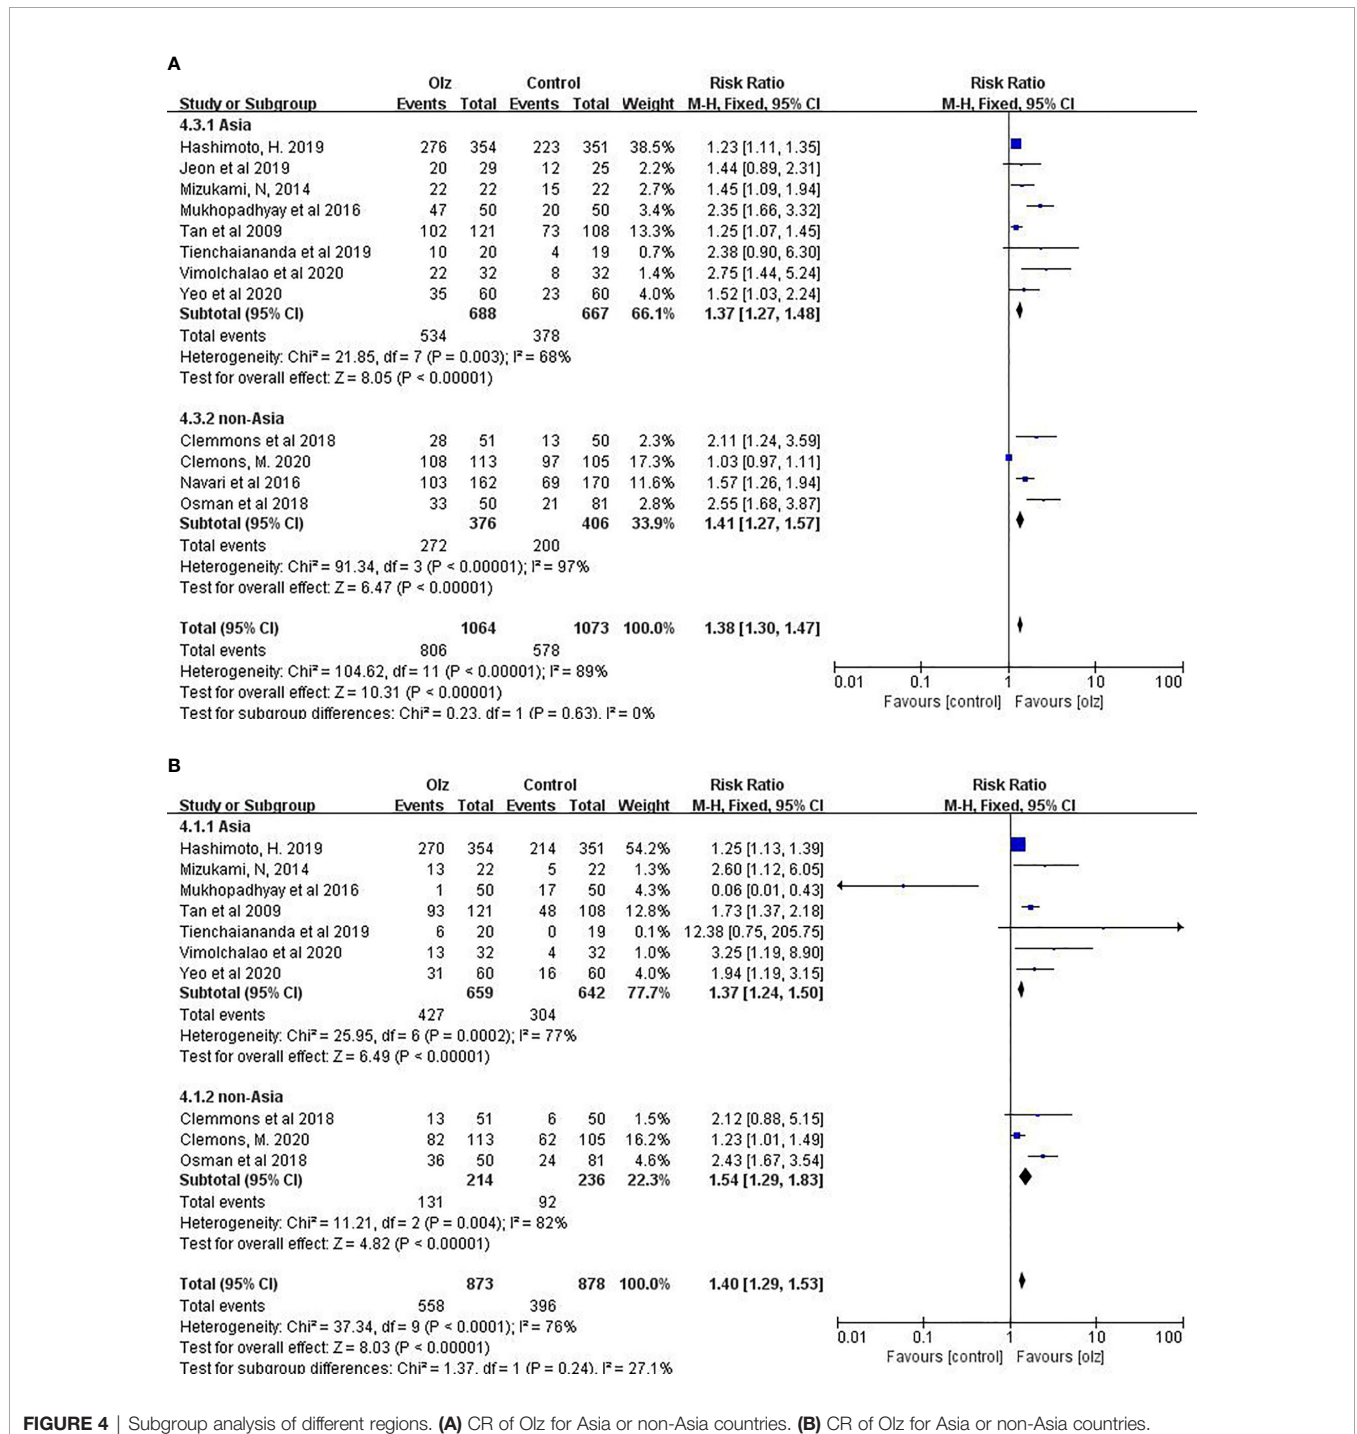 A
Olz Control Risk Ratio Risk Ratio
Study or Subgroup Events Total Events Total Weight M-H, Fixed, 95% CI M-H, Fixed, 95% CI
4.3.1 Asia
Hashimoto, H. 2019 276 354 223 351 38.5% 1.23 [1.11, 1.35]
Jeon et al 2019 20 29 12 25 2.2% 1.44 [0.89, 2.31]
Mizukami, N, 2014 22 22 15 22 2.7% 1.45 [1.09, 1.94]
Mukhopadhyay et al 2016 47 50 20 50 3.4% 2.35 [1.66, 3.32]
Tan et al 2009 102 121 73 108 13.3% 1.25 [1.07, 1.45]
Tienchaiananda et al 2019 10 20 4 19 0.7% 2.38 [0.90, 6.30]
Vimolchalao et al 2020 22 32 8 32 1.4% 2.75 [1.44, 5.24]
Yeo et al 2020 35 60 23 60 4.0% 1.52 [1.03, 2.24]
Subtotal (95% CI) 688 667 66.1% 1.37 [1.27, 1.48]
Total events 534 378
Heterogeneity: Chi² = 21.85, df = 7 (P = 0.003); I² = 68%
Test for overall effect: Z = 8.05 (P < 0.00001)
4.3.2 non-Asia
Clemmons et al 2018 28 51 13 50 2.3% 2.11 [1.24, 3.59]
Clemons, M. 2020 108 113 97 105 17.3% 1.03 [0.97, 1.11]
Navari et al 2016 103 162 69 170 11.6% 1.57 [1.26, 1.94]
Osman et al 2018 33 50 21 81 2.8% 2.55 [1.68, 3.87]
Subtotal (95% CI) 376 406 33.9% 1.41 [1.27, 1.57]
Total events 272 200
Heterogeneity: Chi² = 91.34, df = 3 (P < 0.00001); I² = 97%
Test for overall effect: Z = 6.47 (P < 0.00001)
Total (95% CI) 1064 1073 100.0% 1.38 [1.30, 1.47]
Total events 806 578
Heterogeneity: Chi² = 104.62, df = 11 (P < 0.00001); I² = 89%
Test for overall effect: Z = 10.31 (P < 0.00001)
Test for subgroup differences: Chi² = 0.23, df = 1 (P = 0.63), I² = 0%
0.01 0.1 1 10 100
Favours [control] Favours [olz]
B
Olz Control Risk Ratio Risk Ratio
Study or Subgroup Events Total Events Total Weight M-H, Fixed, 95% CI M-H, Fixed, 95% CI
4.1.1 Asia
Hashimoto, H. 2019 270 354 214 351 54.2% 1.25 [1.13, 1.39]
Mizukami, N, 2014 13 22 5 22 1.3% 2.60 [1.12, 6.05]
Mukhopadhyay et al 2016 1 50 17 50 4.3% 0.06 [0.01, 0.43]
Tan et al 2009 93 121 48 108 12.8% 1.73 [1.37, 2.18]
Tienchaiananda et al 2019 6 20 0 19 0.1% 12.38 [0.75, 205.75]
Vimolchalao et al 2020 13 32 4 32 1.0% 3.25 [1.19, 8.90]
Yeo et al 2020 31 60 16 60 4.0% 1.94 [1.19, 3.15]
Subtotal (95% CI) 659 642 77.7% 1.37 [1.24, 1.50]
Total events 427 304
Heterogeneity: Chi² = 25.95, df = 6 (P = 0.0002); I² = 77%
Test for overall effect: Z = 6.49 (P < 0.00001)
4.1.2 non-Asia
Clemmons et al 2018 13 51 6 50 1.5% 2.12 [0.88, 5.15]
Clemons, M. 2020 82 113 62 105 16.2% 1.23 [1.01, 1.49]
Osman et al 2018 36 50 24 81 4.6% 2.43 [1.67, 3.54]
Subtotal (95% CI) 214 236 22.3% 1.54 [1.29, 1.83]
Total events 131 92
Heterogeneity: Chi² = 11.21, df = 2 (P = 0.004); I² = 82%
Test for overall effect: Z = 4.82 (P < 0.00001)
Total (95% CI) 873 878 100.0% 1.40 [1.29, 1.53]
Total events 558 396
Heterogeneity: Chi² = 37.34, df = 9 (P < 0.0001); I² = 76%
Test for overall effect: Z = 8.03 (P < 0.00001)
Test for subgroup differences: Chi² = 1.37, df = 1 (P = 0.24), I² = 27.1%
0.01 0.1 1 10 100
Favours [control] Favours [olz]
FIGURE 4 | Subgroup analysis of different regions. (A) CR of Olz for Asia or non-Asia countries. (B) CR of Olz for Asia or non-Asia countries.